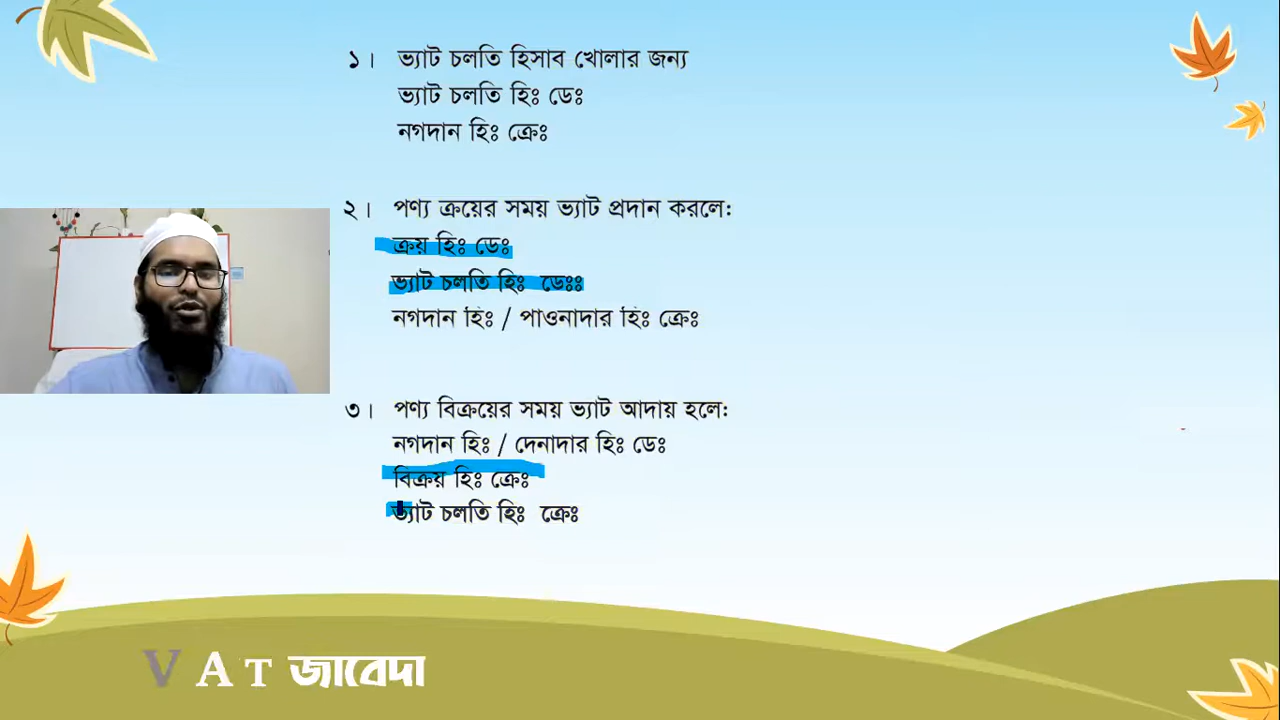 ১। ভ্যাট চলতি হিসাব খোলার জন্য
ভ্যাট চলতি হিঃ ডেঃ
নগদান হিঃ ক্রেঃ
২। পণ্য ক্রয়ের সময় ভ্যাট প্রদান করলে:
ক্রয় হিঃ ডেঃ
ভ্যাট চলতি হিঃ ডেঃঃ
নগদান হিঃ / পাওনাদার হিঃ ক্রেঃ
৩। পণ্য বিক্রয়ের সময় ভ্যাট আদায় হলে:
নগদান হিঃ / দেনাদার হিঃ ডেঃ
বিক্রয় হিঃ ক্রেঃ
ভ্যাট চলতি হিঃ ক্রেঃ
VAT জাবেদা